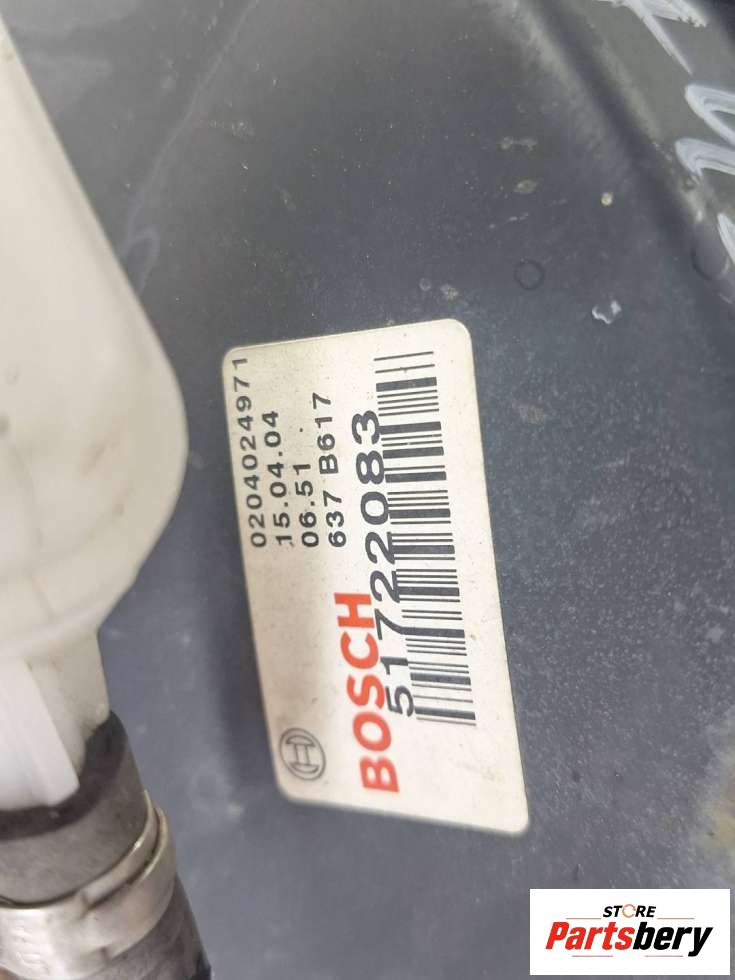 0204024971
15.04.04
06.51
637 B617
BOSCH
51722083
STORE
Partsbery